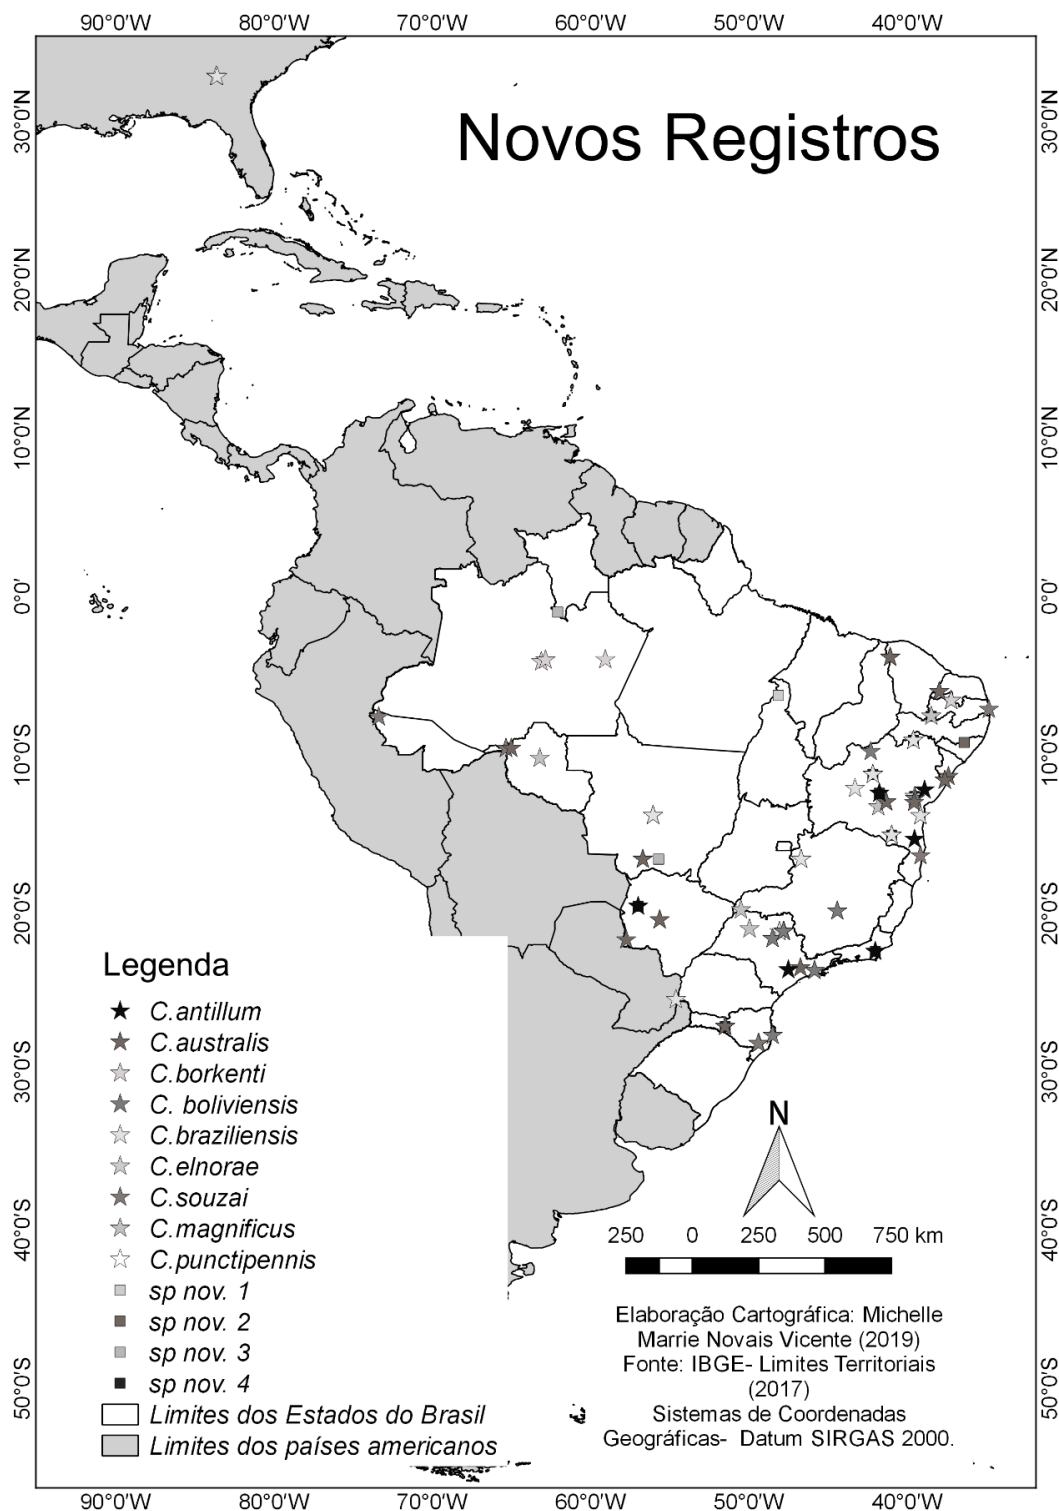 90°0'W 80°0'W 70°0'W 60°0'W 50°0'W 40°0'W
30°0'N 30°0'N
Novos Registros
20°0'N 20°0'N
10°0'N 10°0'N
0°0' 0°0'
10°0'S 10°0'S
20°0'S 20°0'S
30°0'S 30°0'S
40°0'S 40°0'S
50°0'S 50°0'S
Legenda
C.antillum
C.australis
C.borkenti
C. boliviensis
C.braziliensis
C.elnorae
C.souzai
C.magnificus
C.punctipennis
sp nov. 1
sp nov. 2
sp nov. 3
sp nov. 4
Limites dos Estados do Brasil
Limites dos países americanos
N
250 0 250 500 750 km
Elaboração Cartográfica: Michelle
Marrie Novais Vicente (2019)
Fonte: IBGE- Limites Territoriais
(2017)
Sistemas de Coordenadas
Geográficas- Datum SIRGAS 2000.
90°0'W 80°0'W 70°0'W 60°0'W 50°0'W 40°0'W